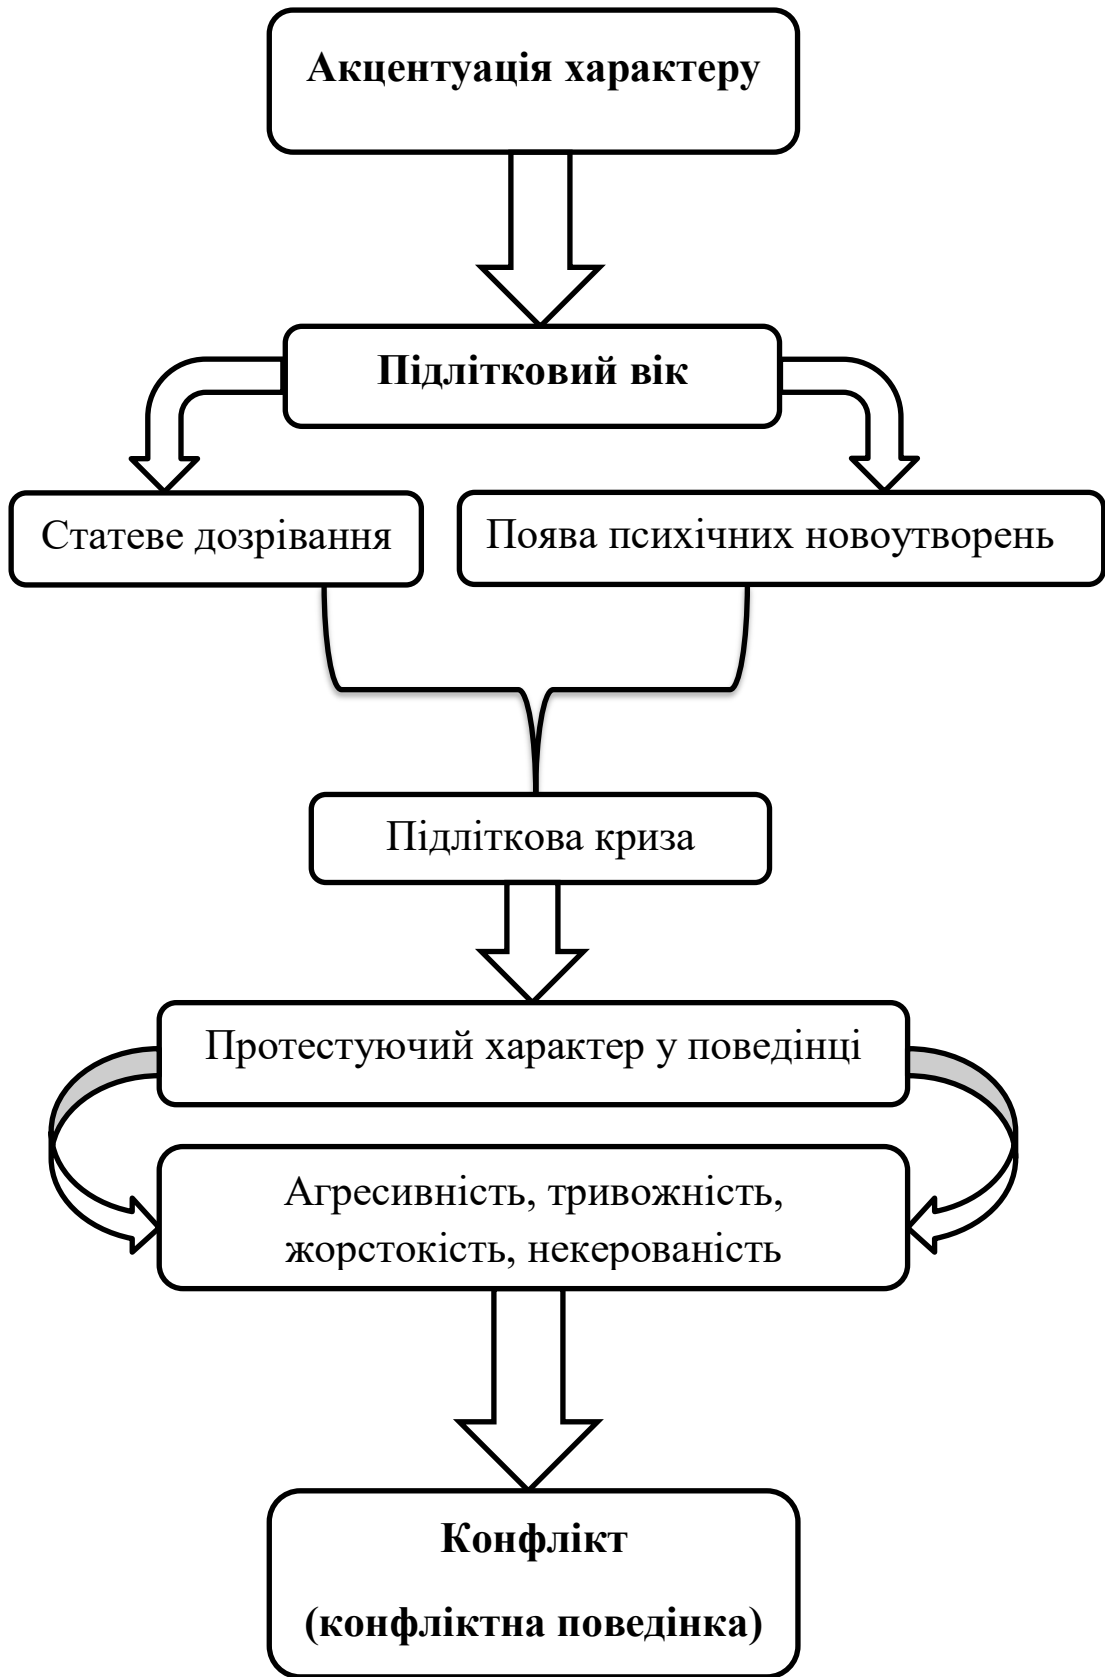 Акцентуація характеру
Підлітковий вік
Статеве дозрівання
Поява психічних новоутворень
Підліткова криза
Протестуючий характер у поведінці
Агресивність, тривожність,
жорстокість, некерованість
Конфлікт
(конфліктна поведінка)